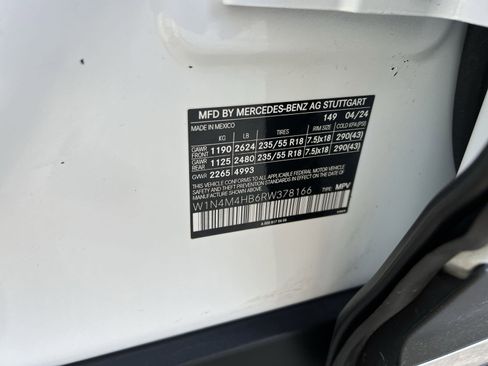 MFD BY MERCEDES-BENZ AG STUTTGART
MADE IN MEXICO 149 04/24
KG LB TIRES RIM SIZE COLD KPA(PSI)
GAWR FRONT 1190 2624 235/55 R18 7.5Jx18 290(43)
GAWR REAR 1125 2480 235/55 R18 7.5Jx18 290(43)
GVWR 2265 4993
THIS VEHICLE CONFORMS TO ALL APPLICABLE FEDERAL MOTOR VEHICLE
SAFETY, BUMPER, AND THEFT PREVENTION STANDARDS IN EFFECT ON THE
DATE OF MANUFACTURE SHOWN ABOVE.
W1N4M4HB6RW378166 TYPE: MPV